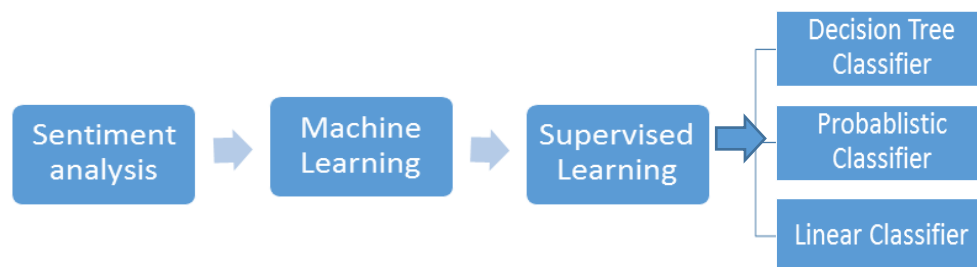 Sentiment
analysis
Machine
Learning
Supervised
Learning
Decision Tree
Classifier
Probablistic
Classifier
Linear Classifier